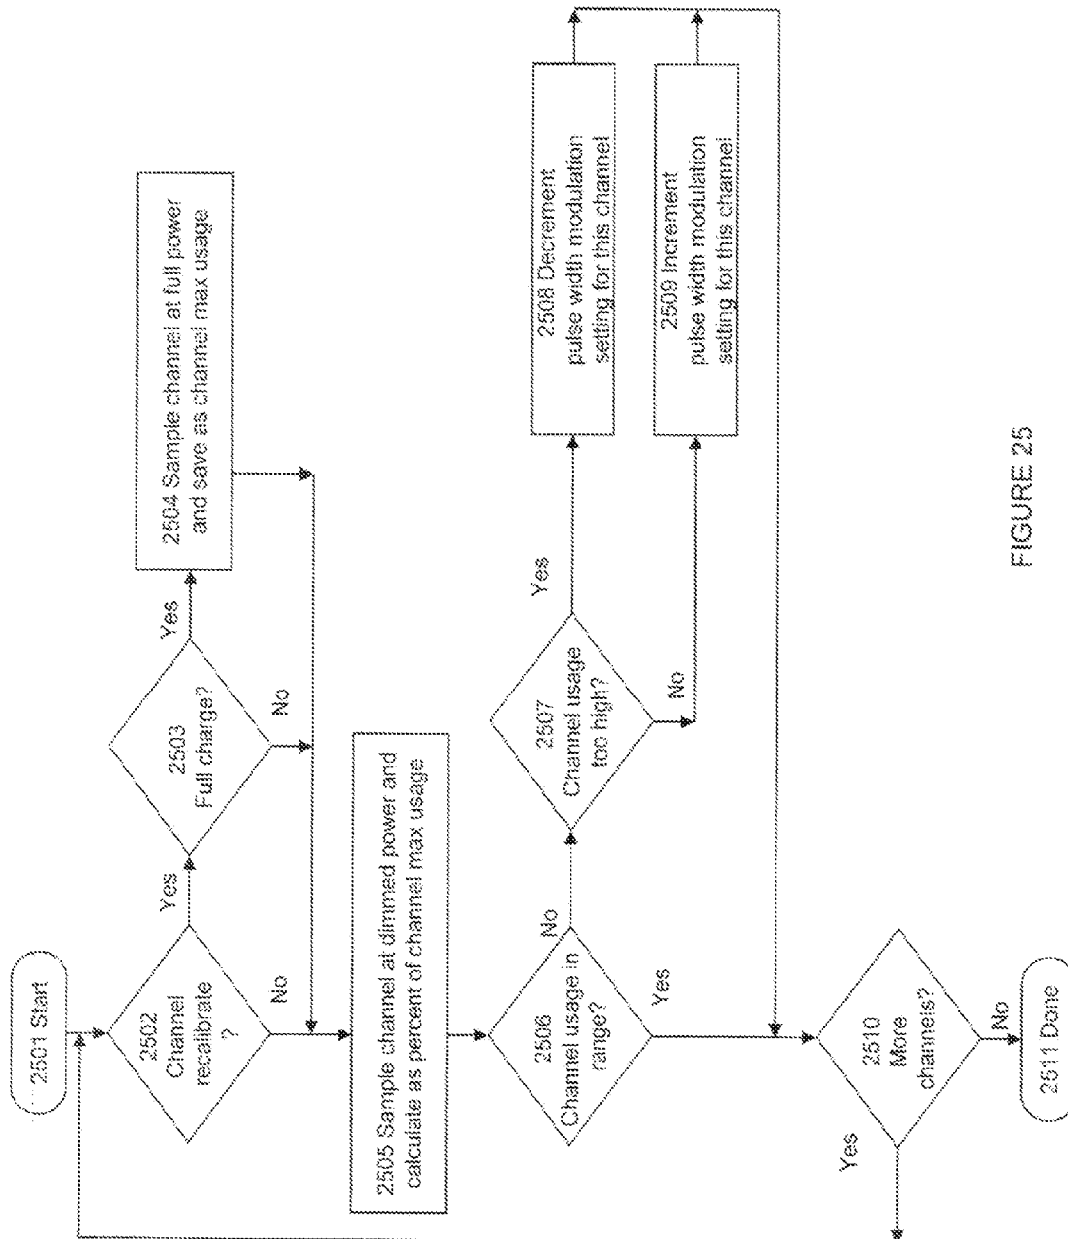 2501 Start
2502
Channel
recalibrate
?
Yes
No
2503
Full charge?
Yes
No
2504 Sample channel at full power
and save as channel max usage
2505 Sample channel at dimmed power and
calculate as percent of channel max usage
2506
Channel usage in
range?
No
Yes
2507
Channel usage
too high?
Yes
No
2508 Decrement
pulse width modulation
setting for this channel
2509 Increment
pulse width modulation
setting for this channel
2510
More
channels?
Yes
No
2511 Done
FIGURE 25